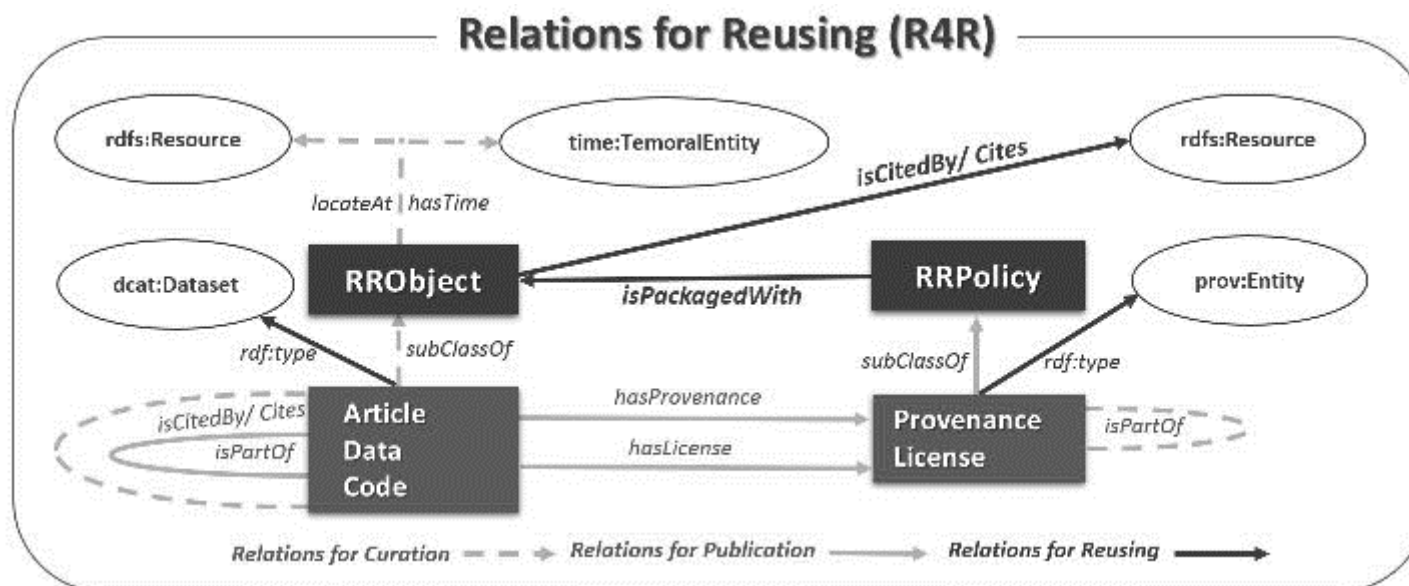 Relations for Reusing (R4R)
rdfs:Resource
time:TemoralEntity
rdfs:Resource
isCitedBy/ Cites
locateAt
hasTime
dcat:Dataset
RRObject
isPackagedWith
RRPolicy
prov:Entity
rdf:type
subClassOf
subClassOf
rdf:type
isCitedBy/ Cites
isPartOf
Article
Data
Code
hasProvenance
hasLicense
Provenance
License
isPartOf
Relations for Curation
Relations for Publication
Relations for Reusing